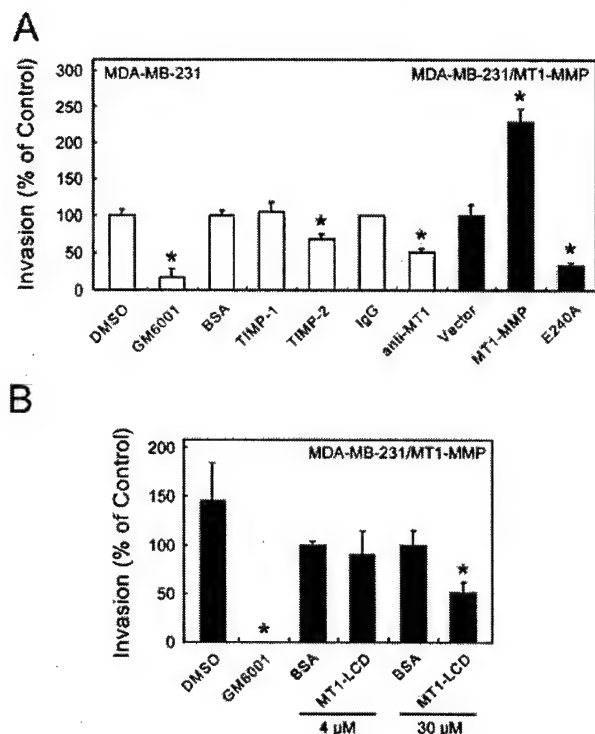 A
MDA-MB-231
MDA-MB-231/MT1-MMP
Invasion (% of Control)
300
250
200
150
100
50
0
*
*
*
*
*
DMSO
GM6001
BSA
TIMP-1
TIMP-2
IgG
anti-MT1
Vector
MT1-MMP
E240A
B
MDA-MB-231/MT1-MMP
Invasion (% of Control)
200
150
100
50
0
*
*
DMSO
GM6001
BSA
MT1-LCD
BSA
MT1-LCD
4 µM
30 µM